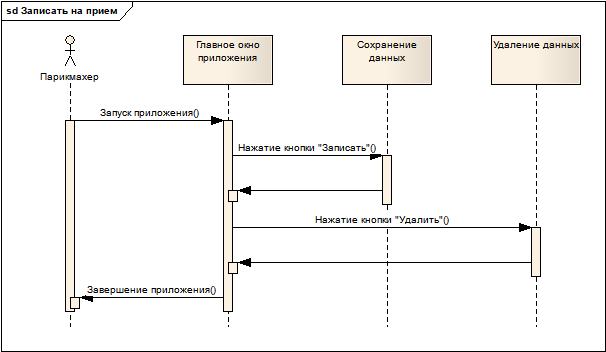 sd Записать на прием
Парикмахер
Главное окно
приложения
Сохранение
данных
Удаление данных
Запуск приложения()
Нажатие кнопки "Записать"()
Нажатие кнопки "Удалить"()
Завершение приложения()